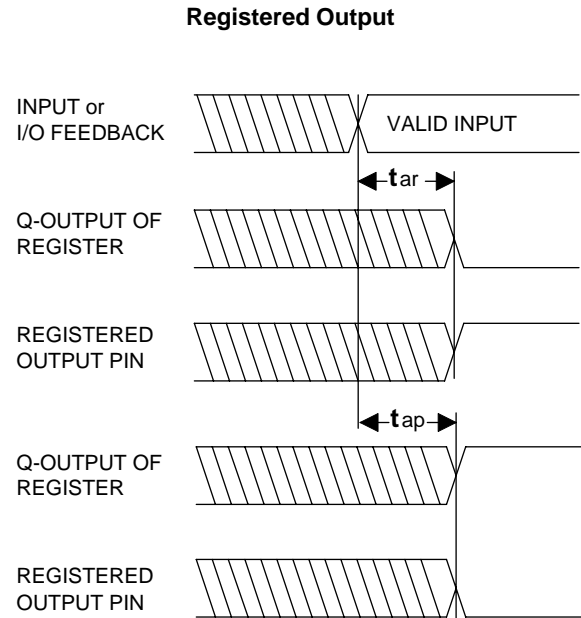 Registered Output
INPUT or
I/O FEEDBACK
VALID INPUT
tar
Q-OUTPUT OF
REGISTER
REGISTERED
OUTPUT PIN
tap
Q-OUTPUT OF
REGISTER
REGISTERED
OUTPUT PIN